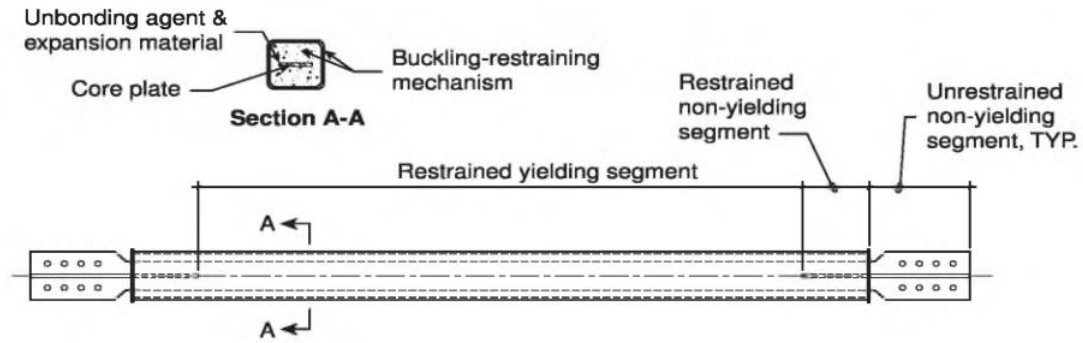 Unbonding agent &
expansion material
Core plate
Buckling-restraining
mechanism
Section A-A
Restrained
non-yielding
segment
Unrestrained
non-yielding
segment, TYP.
Restrained yielding segment
A
A